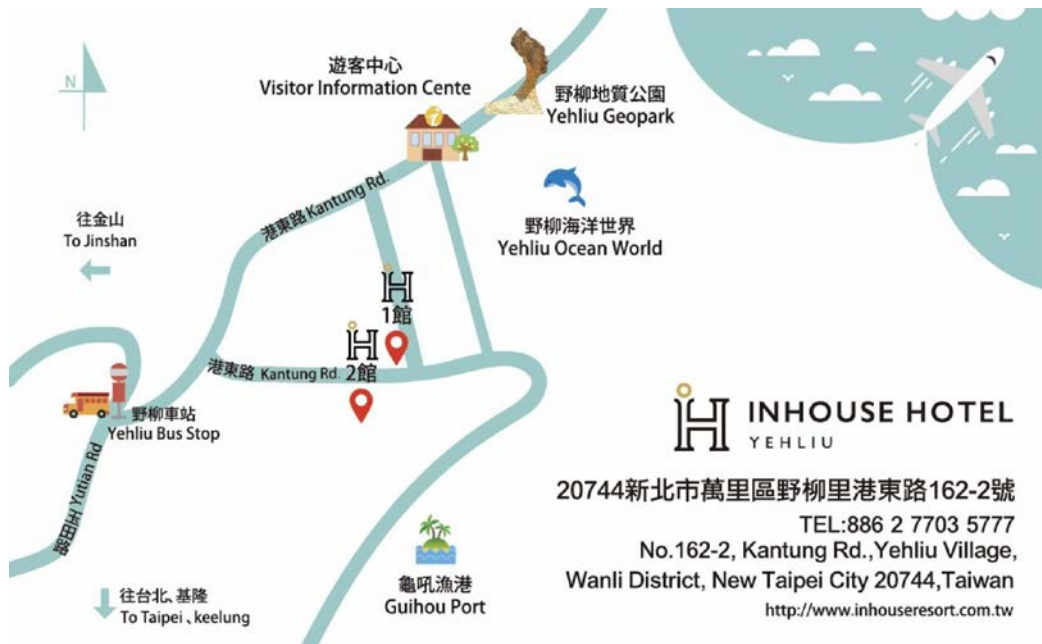 N
遊客中心
Visitor Information Cente
野柳地質公園
Yehliu Geopark
港東路 Kantung Rd.
往金山
To Jinshan
野柳海洋世界
Yehliu Ocean World
iH
1館
iH
2館
港東路 Kantung Rd.
野柳車站
Yehliu Bus Stop
玉田路 Yutian Rd
iH INHOUSE HOTEL
YEHLIU
20744新北市萬里區野柳里港東路162-2號
TEL:886 2 7703 5777
No.162-2, Kantung Rd.,Yehliu Village,
Wanli District, New Taipei City 20744,Taiwan
http://www.inhouseresort.com.tw
龜吼漁港
Guihou Port
往台北、基隆
To Taipei、keelung